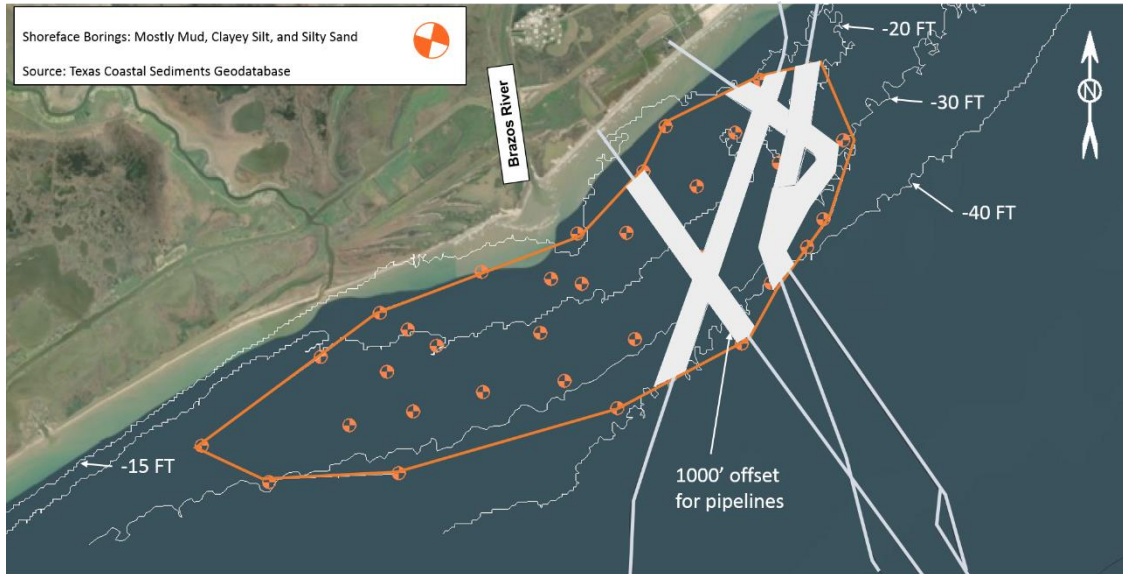 Shoreface Borings: Mostly Mud, Clayey Silt, and Silty Sand
Source: Texas Coastal Sediments Geodatabase
Brazos River
-20 FT
-30 FT
N
-40 FT
-15 FT
1000' offset
for pipelines